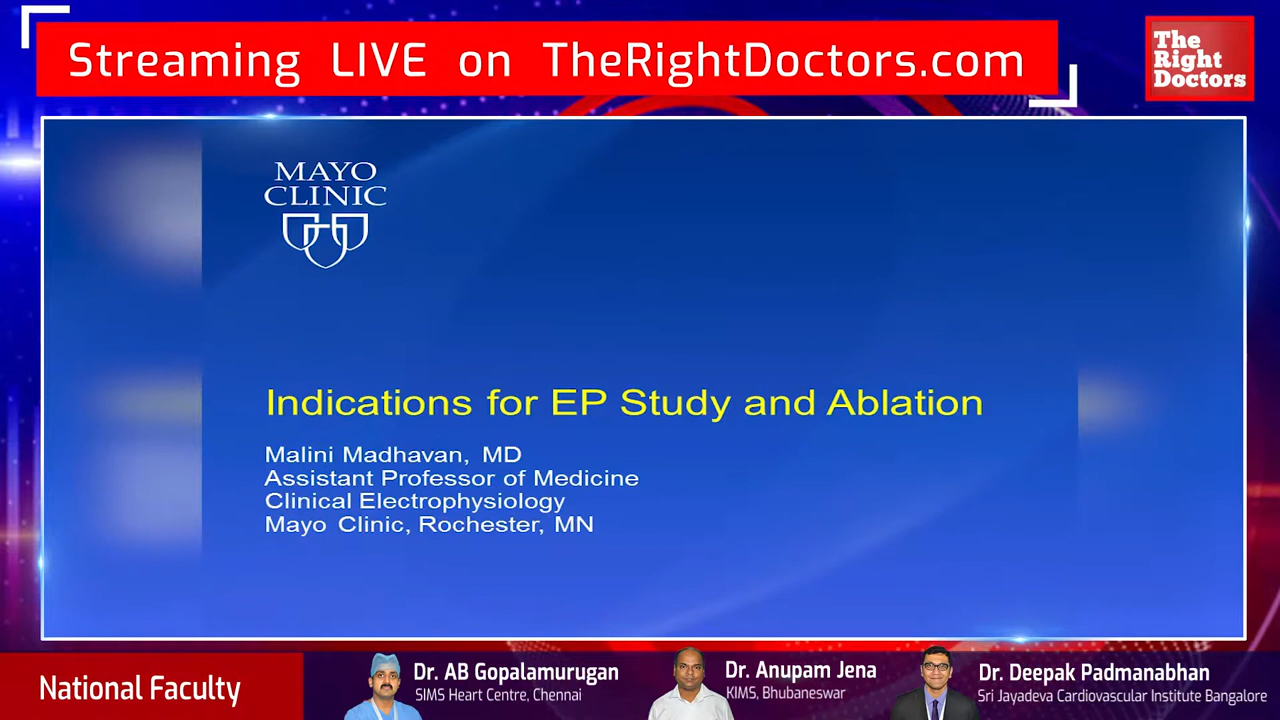 Streaming LIVE on TheRightDoctors.com
The
Right
Doctors
MAYO
CLINIC
Indications for EP Study and Ablation
Malini Madhavan, MD
Assistant Professor of Medicine
Clinical Electrophysiology
Mayo Clinic, Rochester, MN
National Faculty
Dr. AB Gopalamurugan
SIMS Heart Centre, Chennai
Dr. Anupam Jena
KIMS, Bhubaneswar
Dr. Deepak Padmanabhan
Sri Jayadeva Cardiovascular Institute Bangalore